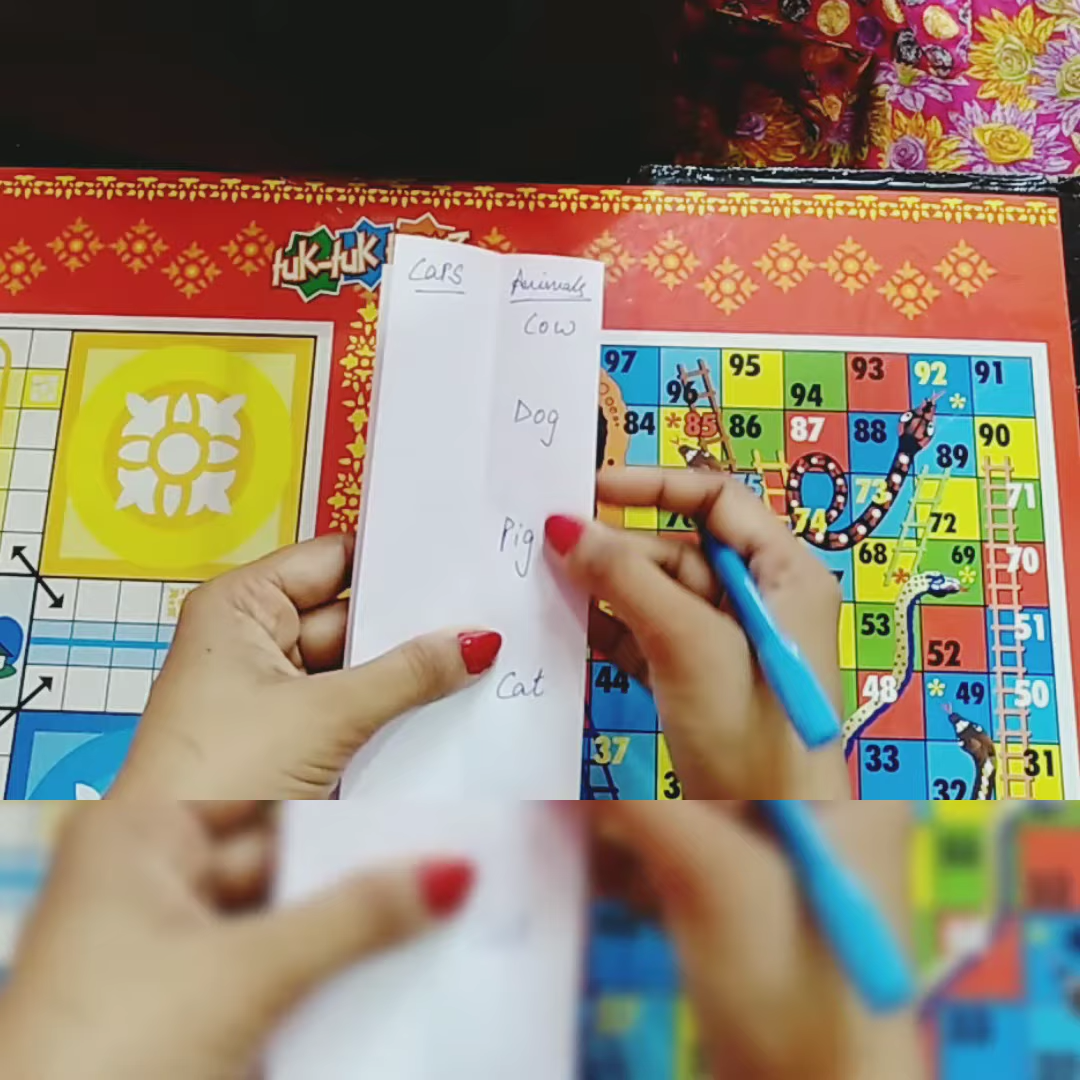 tuk-tuk
Cars
Animals
Cow
Dog
Pig
Cat
97 96 95 94 93 92 91
84 85 86 87 88 89 90
75 74 73 72 71
68 69 70
53 52 51
44 48 49 50
37 33 32 31